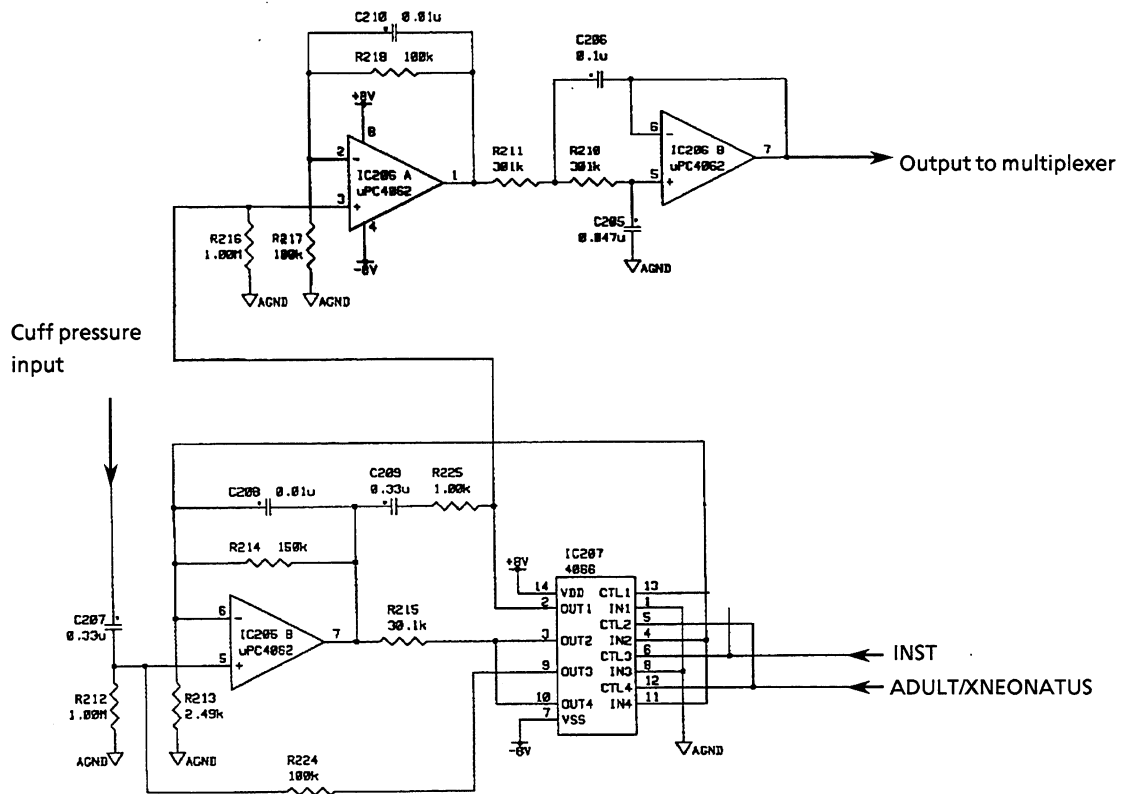 C210 0.01u
R218 100k
+8V
8
2 -
IC206 A
uPC4062
1
3 +
4
-8V
R216
1.00M
R217
100k
AGND
AGND
R211
301k
C206
0.1u
R210
301k
6 -
IC206 B
uPC4062
7
5 +
C205
0.047u
AGND
Output to multiplexer
Cuff pressure
input
C208 0.01u
C209
0.33u
R225
1.00k
R214 150k
C207
0.33u
6 -
IC205 B
uPC4062
7
5 +
R215
30.1k
R212
1.00M
R213
2.49k
AGND
AGND
R224
100k
+8V
IC207
4066
14 VDD CTL1 13
2 OUT1 IN1 1
CTL2 5
3 OUT2 IN2 4
CTL3 6
9 OUT3 IN3 8
CTL4 12
10 OUT4 IN4 11
7 VSS
-8V
AGND
INST
ADULT/XNEONATUS